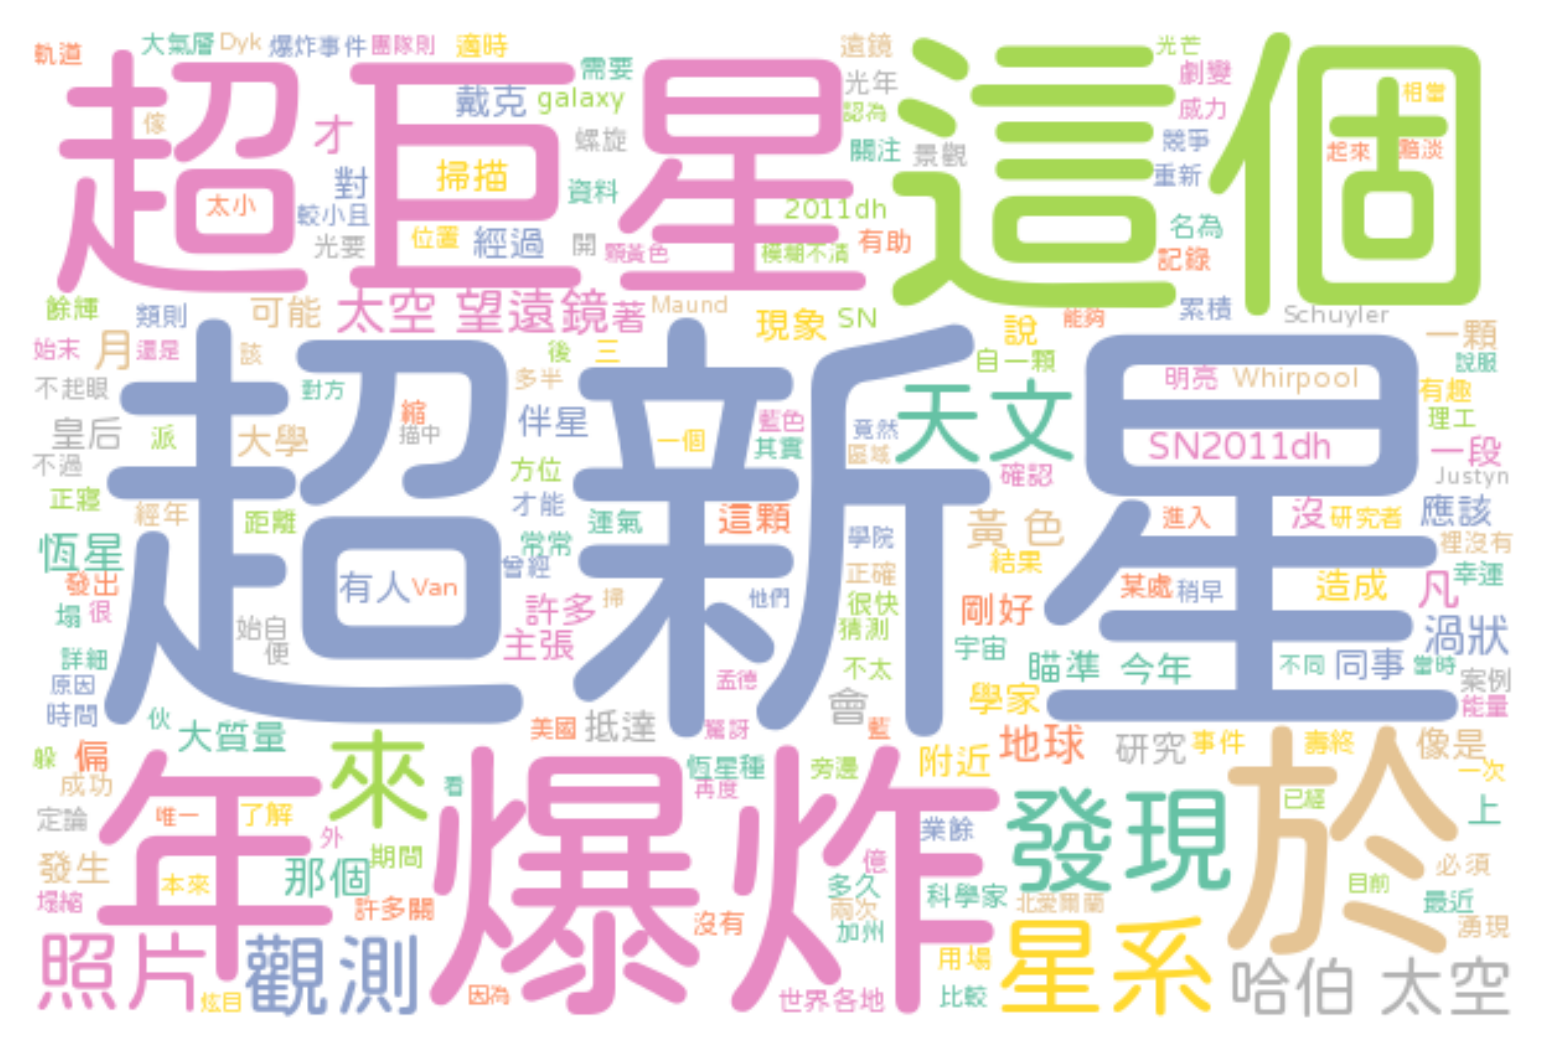 軌道 大氣層 Dyk 爆炸事件 團隊則 適時 遠鏡 光芒
超巨星 這個
需要 光年 劇變 相當
戴克 galaxy 認為 威力
傢 才 螺旋 關注 景觀 競爭 起來 黯淡
對 掃描 資料 重新
太小 較小且 2011dh 名為
光要 位置 經過 開 顆黃色 模糊不清 有助 記錄
餘輝 類則 可能 太空 望遠鏡 著 Maund 現象 SN 說 能夠 累積 Schuyler 一顆
始末 月 還是 該 後 三 自一顆 說服
超新星
不起眼 對方 多半 天文 明亮 Whirpool 有趣
皇后 派 大學 縮 描中 伴星 一個 藍色 其實 竟然 區域 SN2011dh 理工
不過 方位 確認 一段 Justyn
正寢 經年 距離 才能 運氣 這顆 黃色 進入 沒 研究者 應該
恆星 常常 曾經 學院 結果 裡沒有
發出 有人 Van 許多 掃 他們 正確 剛好 某處 稍早 造成 凡 幸運
塌 很 始自 便 主張 很快 猜測 宇宙 渦狀
詳細 原因 孟德 不太 瞄準 今年 不同 同事 當時 案例
時間 伙 大質量 美國 抵達 驚訝 會 藍 學家 能量
躲 偏 來 恆星種 旁邊 附近 地球 研究 事件 壽終 像是
成功 看 再度 一次
年 爆炸 發現 於
定論 唯一 了解 外 業餘 已經 上
發生 本來 那個 期間 億 多久 科學家 目前 必須
塌縮 許多關 沒有 兩次 加州 北愛爾蘭 最近 湧現
照片 觀測 用場 星系 哈伯 太空
炫目 因為 世界各地 比較